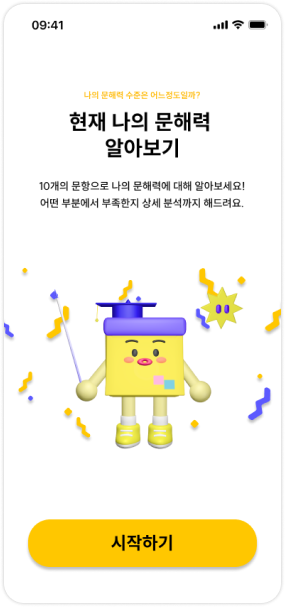 09:41
나의 문해력 수준은 어느정도일까?
현재 나의 문해력
알아보기
10개의 문항으로 나의 문해력에 대해 알아보세요!
어떤 부분에서 부족한지 상세 분석까지 해드려요.
시작하기